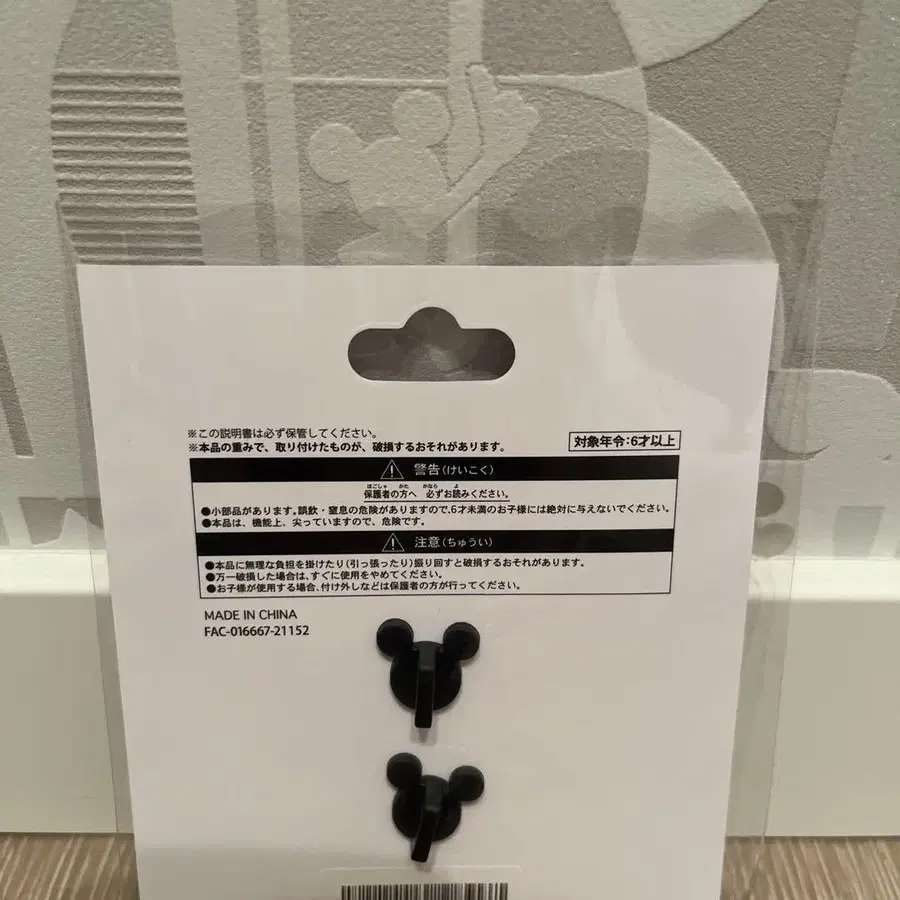 ※この説明書は必ず保管してください。
※本品の重みで、取り付けたものが、破損するおそれがあります。
対象年令:6才以上
警告(けいこく)
ほごしゃ かた かなら よ
保護者の方へ 必ずお読みください。
●小部品があります。誤飲・窒息の危険がありますので、6才未満のお子様には絶対に与えないでください。
●本品は、機能上、尖っていますので、危険です。
注意(ちゅうい)
●本品に無理な負担を掛けたり(引っ張ったり)振り回すと破損するおそれがあります。
●万一破損した場合は、すぐに使用をやめてください。
●お子様が使用する場合、付け外しなどは保護者の方が行ってください。
MADE IN CHINA
FAC-016667-21152